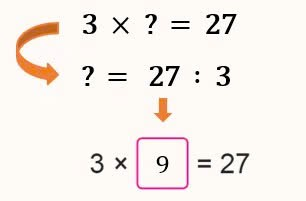 3 × ? = 27
? = 27 : 3
3 × 9 = 27